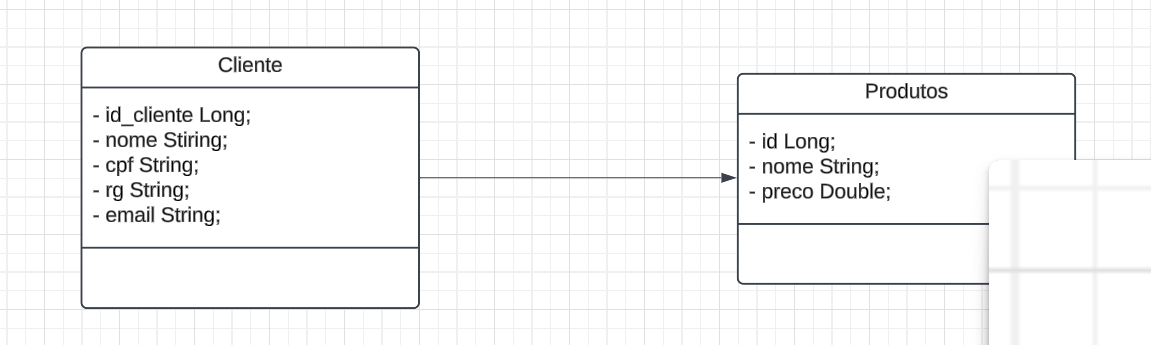 Cliente
- id_cliente Long;
- nome Stiring;
- cpf String;
- rg String;
- email String;
Produtos
- id Long;
- nome String;
- preco Double;